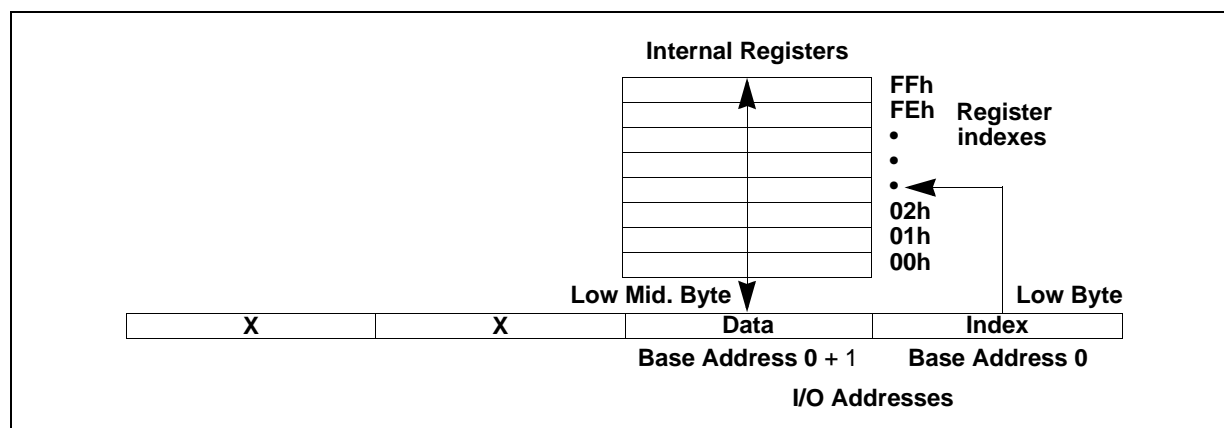 Internal Registers
FFh
FEh
Register
indexes
•
•
•
02h
01h
00h
Low Mid. Byte
Low Byte
X X Data Index
Base Address 0 + 1 Base Address 0
I/O Addresses